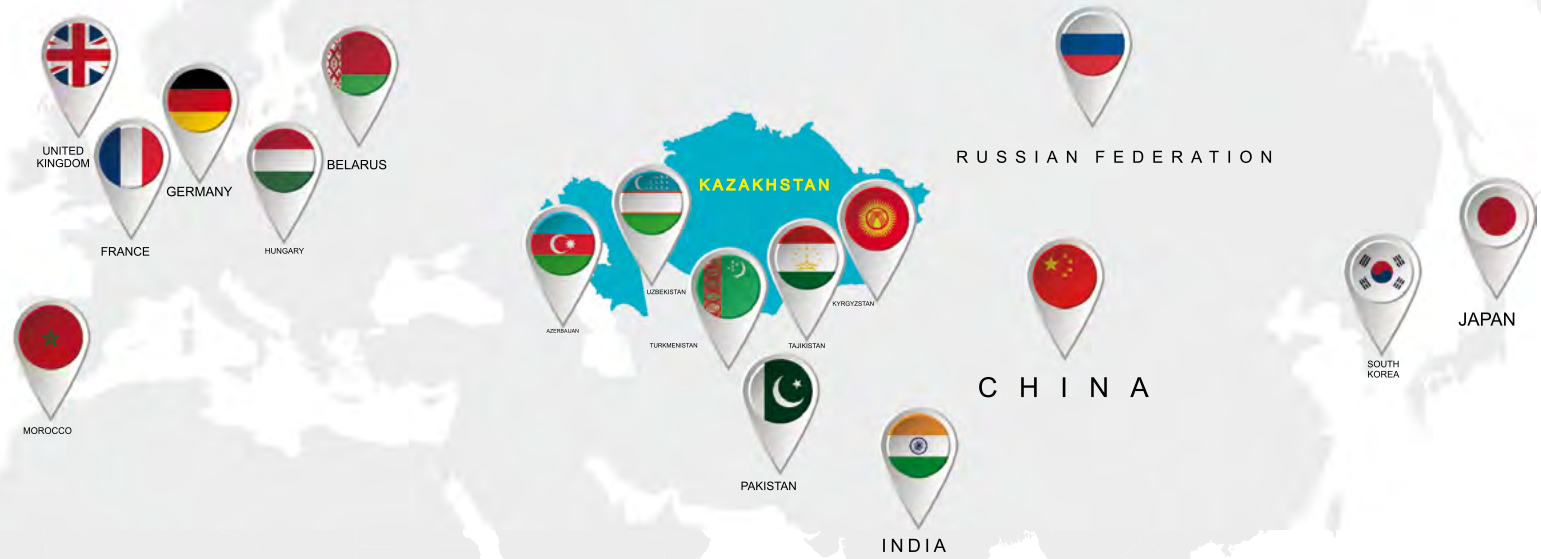 UNITED
KINGDOM
FRANCE
GERMANY
HUNGARY
BELARUS
MOROCCO
KAZAKHSTAN
AZERBAIJAN
UZBEKISTAN
TURKMENISTAN
TAJIKISTAN
KYRGYZSTAN
PAKISTAN
INDIA
RUSSIAN FEDERATION
CHINA
SOUTH
KOREA
JAPAN